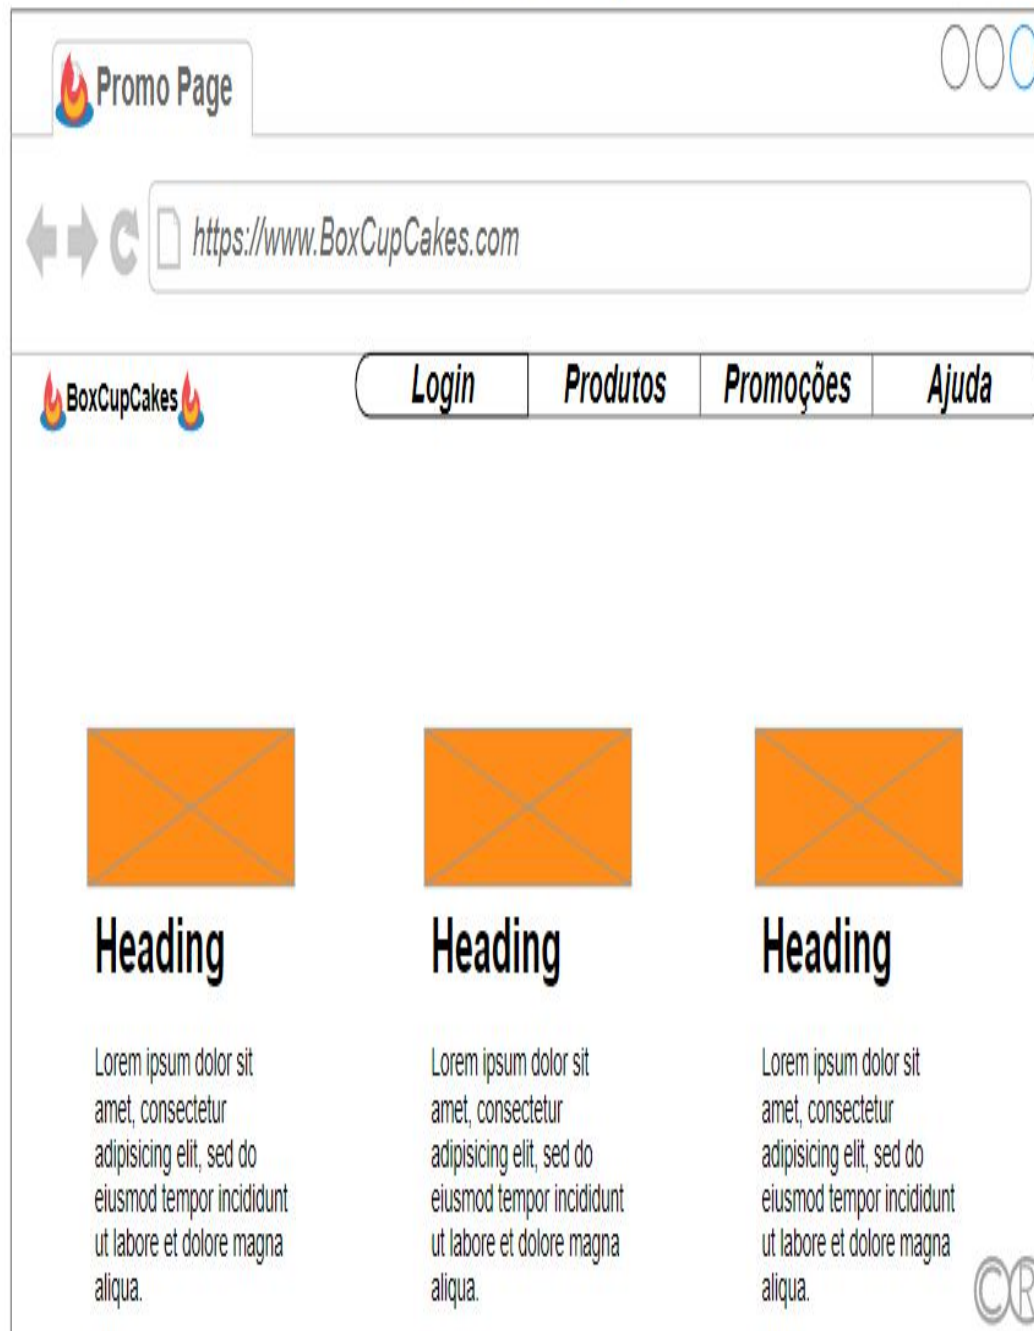 Promo Page
https://www.BoxCupCakes.com
BoxCupCakes
Login
Produtos
Promoções
Ajuda
Heading
Lorem ipsum dolor sit
amet, consectetur
adipisicing elit, sed do
eiusmod tempor incididunt
ut labore et dolore magna
aliqua.
Heading
Lorem ipsum dolor sit
amet, consectetur
adipisicing elit, sed do
eiusmod tempor incididunt
ut labore et dolore magna
aliqua.
Heading
Lorem ipsum dolor sit
amet, consectetur
adipisicing elit, sed do
eiusmod tempor incididunt
ut labore et dolore magna
aliqua.
©®